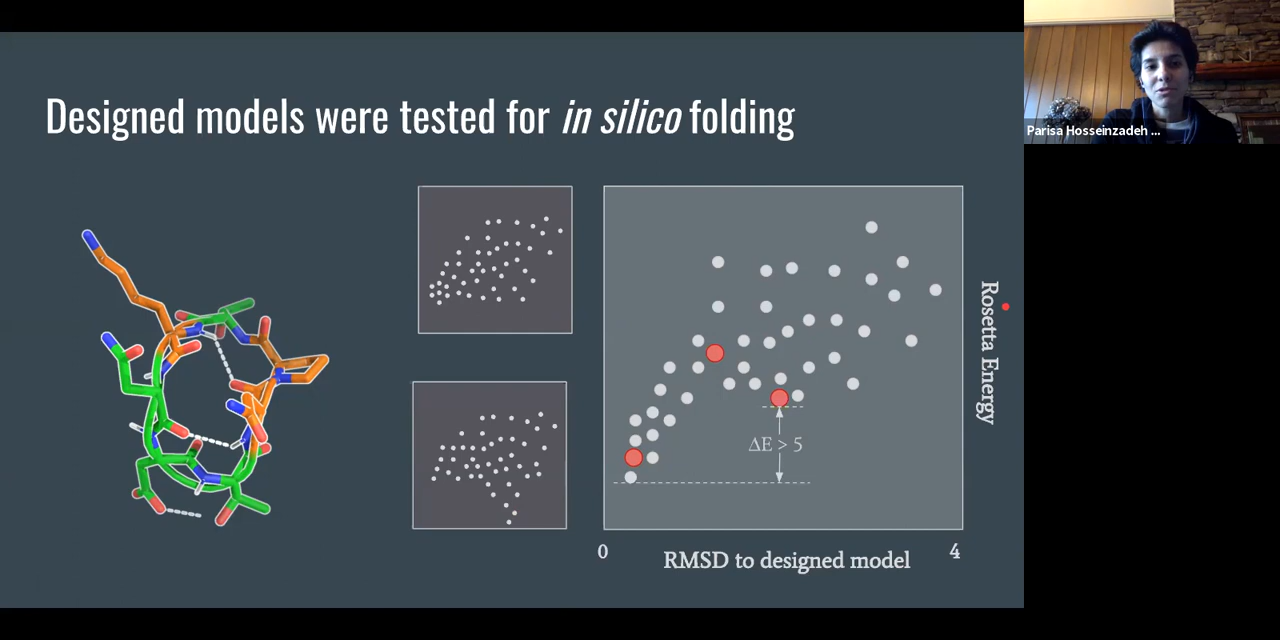 Designed models were tested for in silico folding
Parisa Hosseinzadeh ...
Rosetta Energy
ΔE > 5
0
4
RMSD to designed model